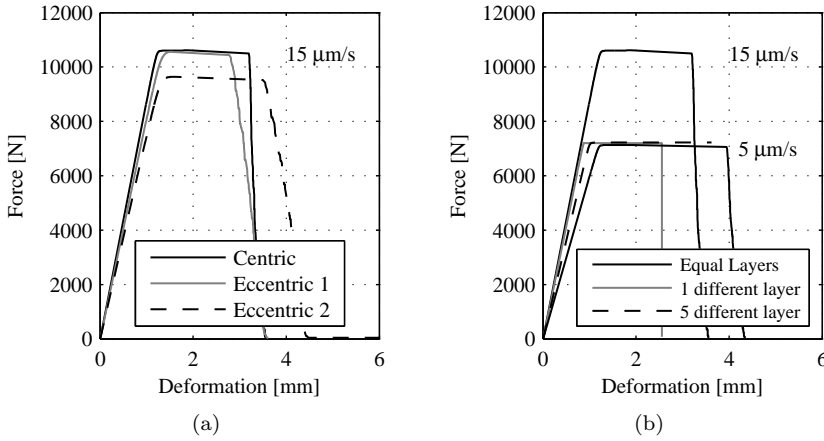 12000
10000
8000
6000
4000
2000
0
Force [N]
15 μm/s
Centric
Eccentric 1
Eccentric 2
0 2 4 6
Deformation [mm]
(a)
12000
10000
8000
6000
4000
2000
0
Force [N]
15 μm/s
5 μm/s
Equal Layers
1 different layer
5 different layer
0 2 4 6
Deformation [mm]
(b)